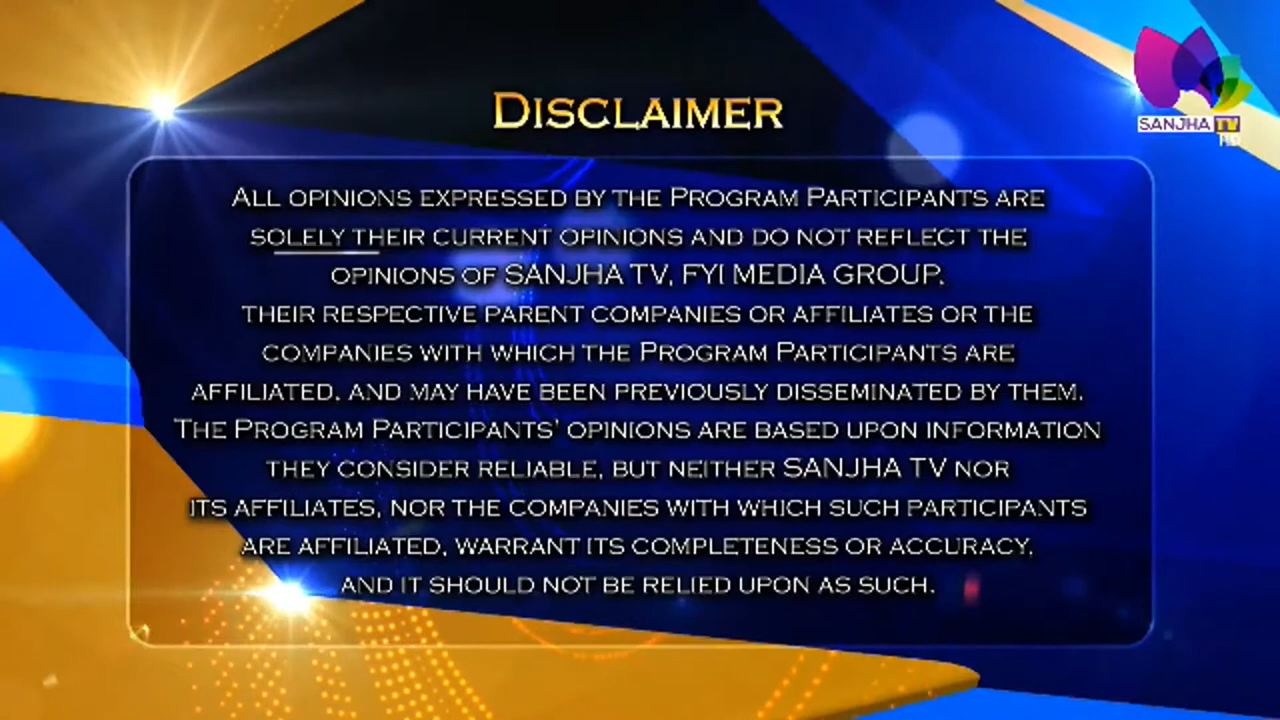 DISCLAIMER
SANJHA TV
HD
ALL OPINIONS EXPRESSED BY THE PROGRAM PARTICIPANTS ARE
SOLELY THEIR CURRENT OPINIONS AND DO NOT REFLECT THE
OPINIONS OF SANJHA TV, FYI MEDIA GROUP,
THEIR RESPECTIVE PARENT COMPANIES OR AFFILIATES OR THE
COMPANIES WITH WHICH THE PROGRAM PARTICIPANTS ARE
AFFILIATED, AND MAY HAVE BEEN PREVIOUSLY DISSEMINATED BY THEM.
THE PROGRAM PARTICIPANTS' OPINIONS ARE BASED UPON INFORMATION
THEY CONSIDER RELIABLE, BUT NEITHER SANJHA TV NOR
ITS AFFILIATES, NOR THE COMPANIES WITH WHICH SUCH PARTICIPANTS
ARE AFFILIATED, WARRANT ITS COMPLETENESS OR ACCURACY,
AND IT SHOULD NOT BE RELIED UPON AS SUCH.